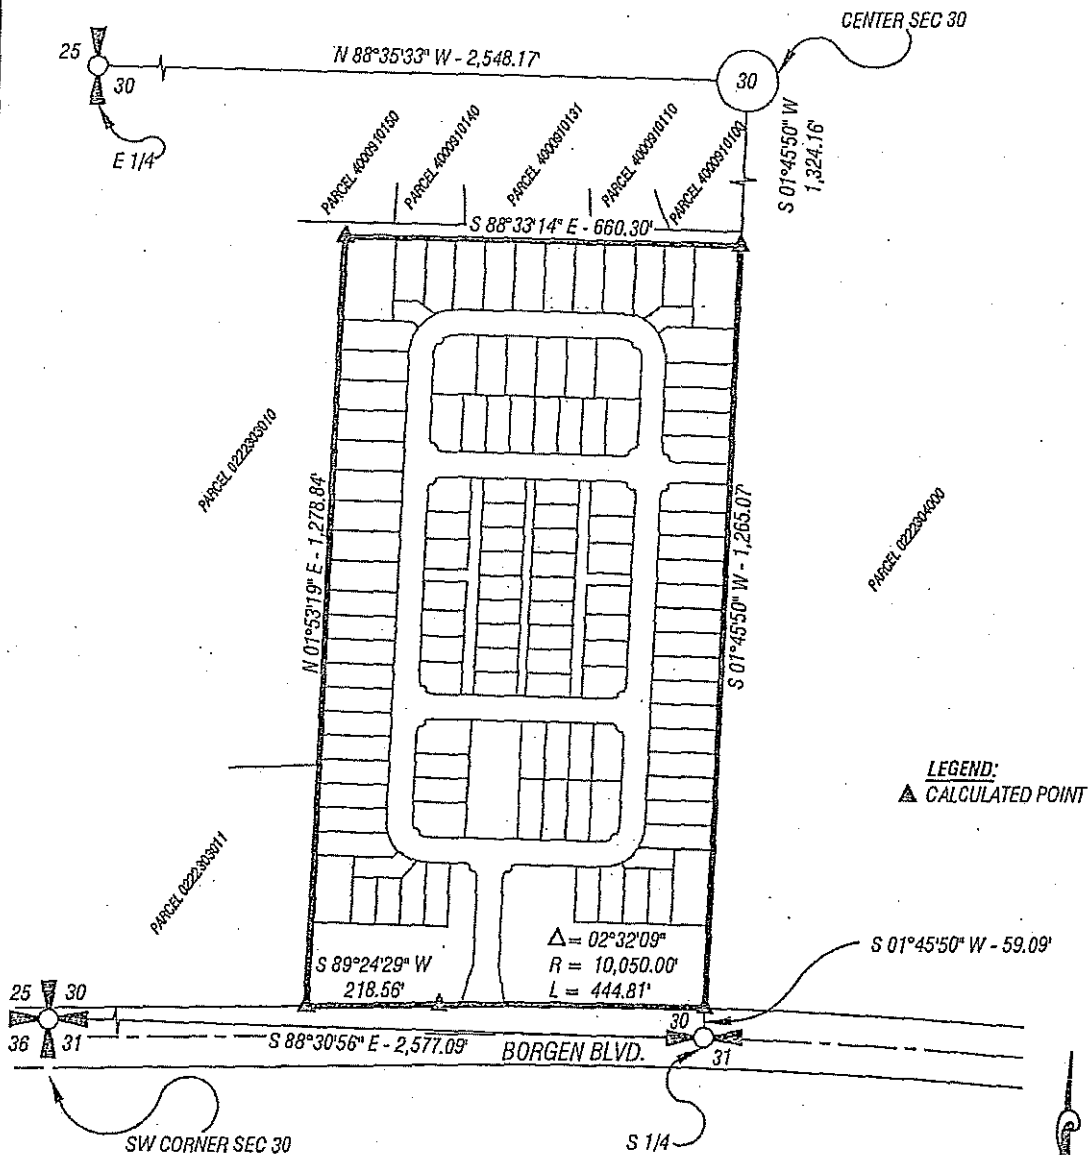 CENTER SEC 30
25
30
N 88°35'33" W - 2,548.17'
30
E 1/4
S 01°45'50" W
1,324.16'
PARCEL 4000910150
PARCEL 4000910140
PARCEL 4000910131
PARCEL 4000910110
PARCEL 4000910100
S 88°33'14" E - 660.30'
PARCEL 0222303010
N 01°53'19" E - 1,278.84'
S 01°45'50" W - 1,265.07'
PARCEL 0222304000
LEGEND:
CALCULATED POINT
PARCEL 0222303011
Δ = 02°32'09"
R = 10,050.00'
L = 444.81'
S 89°24'29" W
218.56'
S 01°45'50" W - 59.09'
25 30
36 31
30
31
S 88°30'56" E - 2,577.09'
BORGEN BLVD.
SW CORNER SEC 30
S 1/4